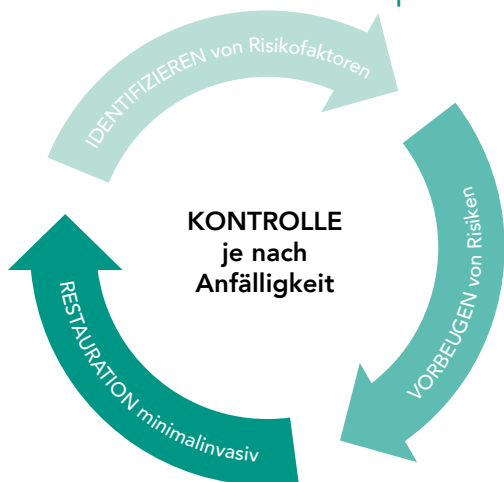 IDENTIFIZIEREN von Risikofaktoren
VORBEUGEN von Risiken
RESTAURATION minimalinvasiv
KONTROLLE
je nach
Anfälligkeit